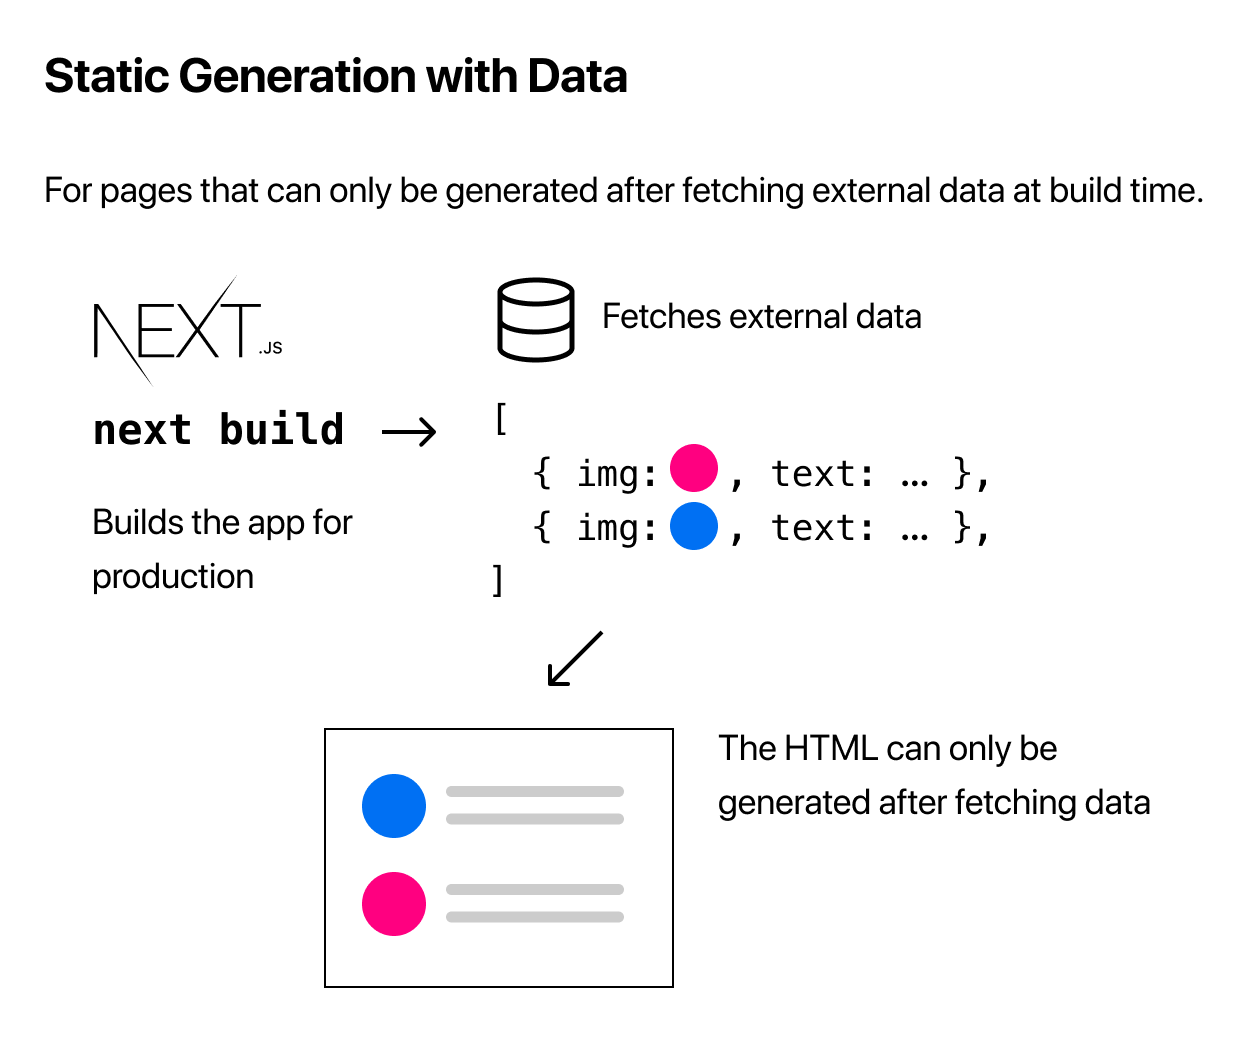 Static Generation with Data
For pages that can only be generated after fetching external data at build time.
NEXT.JS
Fetches external data
next build
Builds the app for
production
[
{ img: , text: … },
{ img: , text: … },
]
The HTML can only be
generated after fetching data